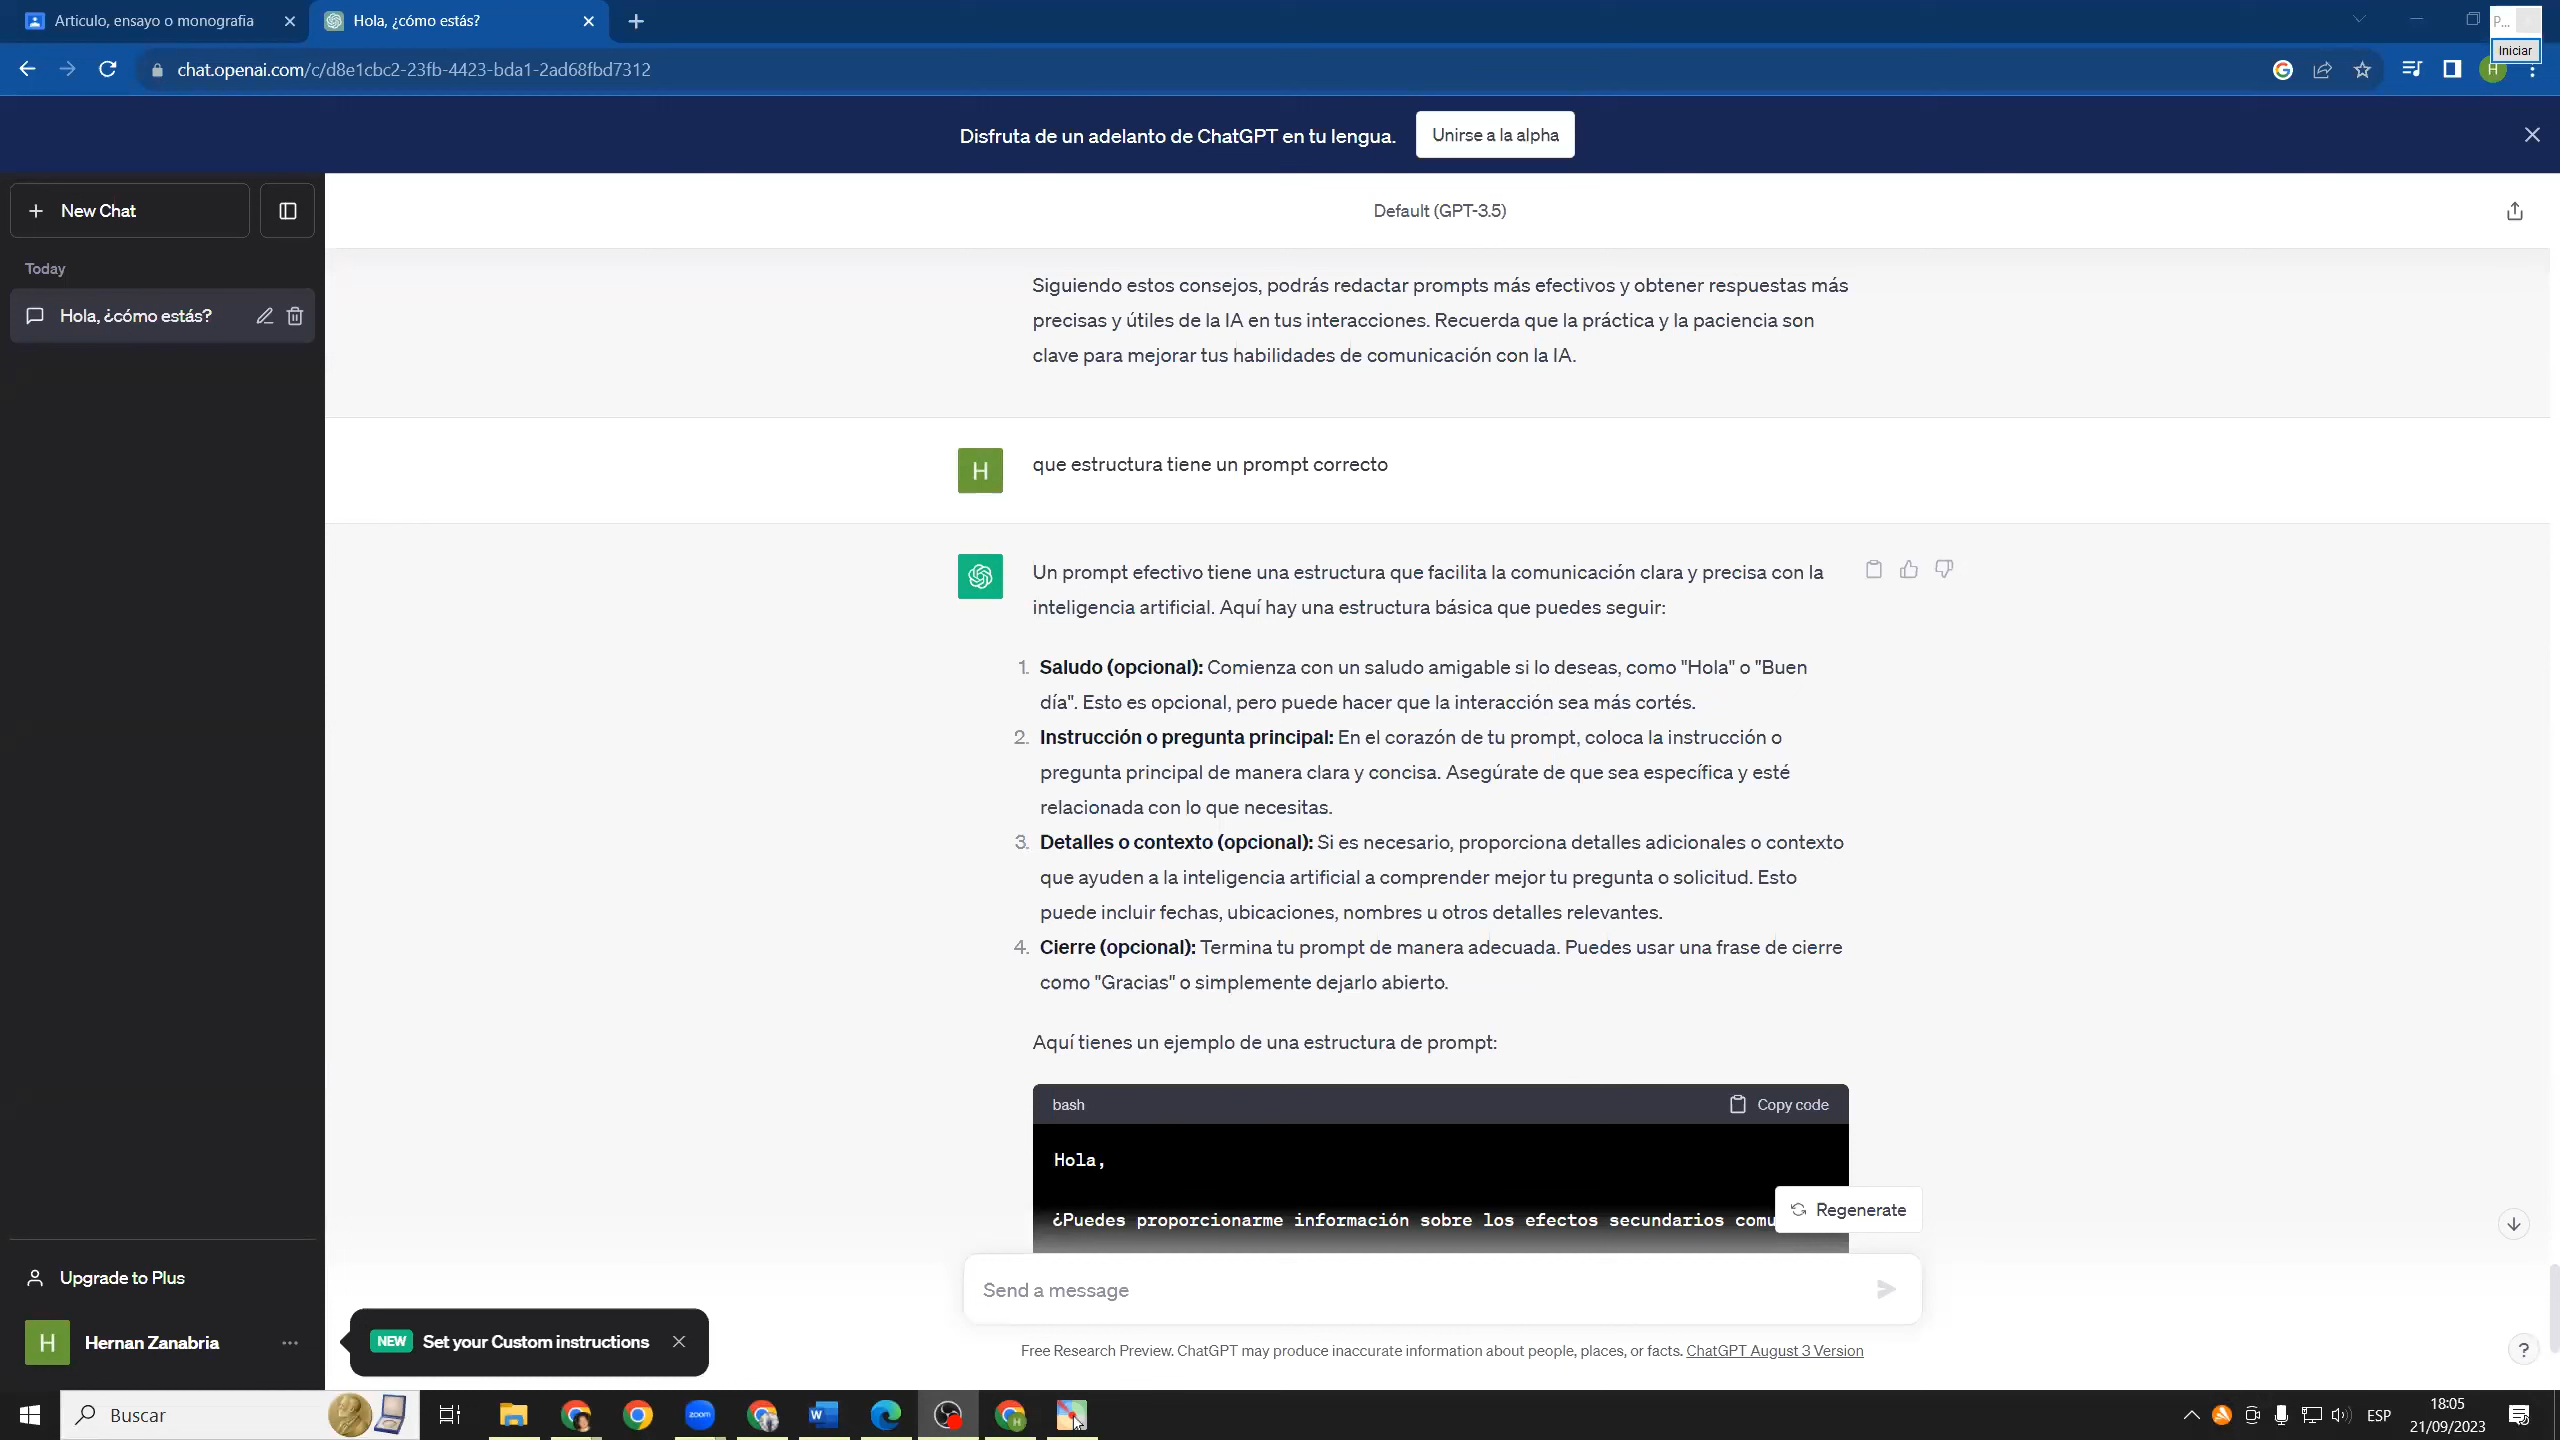 Articulo, ensayo o monografia
Hola, ¿cómo estás?
P...
Iniciar
chat.openai.com/c/d8e1cbc2-23fb-4423-bda1-2ad68fbd7312
H
Disfruta de un adelanto de ChatGPT en tu lengua.
Unirse a la alpha
New Chat
Default (GPT-3.5)
Today
Hola, ¿cómo estás?
Siguiendo estos consejos, podrás redactar prompts más efectivos y obtener respuestas más
precisas y útiles de la IA en tus interacciones. Recuerda que la práctica y la paciencia son
clave para mejorar tus habilidades de comunicación con la IA.
H
que estructura tiene un prompt correcto
Un prompt efectivo tiene una estructura que facilita la comunicación clara y precisa con la
inteligencia artificial. Aquí hay una estructura básica que puedes seguir:
1. Saludo (opcional): Comienza con un saludo amigable si lo deseas, como "Hola" o "Buen
día". Esto es opcional, pero puede hacer que la interacción sea más cortés.
2. Instrucción o pregunta principal: En el corazón de tu prompt, coloca la instrucción o
pregunta principal de manera clara y concisa. Asegúrate de que sea específica y esté
relacionada con lo que necesitas.
3. Detalles o contexto (opcional): Si es necesario, proporciona detalles adicionales o contexto
que ayuden a la inteligencia artificial a comprender mejor tu pregunta o solicitud. Esto
puede incluir fechas, ubicaciones, nombres u otros detalles relevantes.
4. Cierre (opcional): Termina tu prompt de manera adecuada. Puedes usar una frase de cierre
como "Gracias" o simplemente dejarlo abierto.
Aquí tienes un ejemplo de una estructura de prompt:
bash
Copy code
Hola,
¿Puedes proporcionarme información sobre los efectos secundarios comu
Regenerate
Send a message
Upgrade to Plus
H
Hernan Zanabria
NEW Set your Custom instructions
Free Research Preview. ChatGPT may produce inaccurate information about people, places, or facts. ChatGPT August 3 Version
?
Buscar
zoom
W
H
ESP
18:05
21/09/2023